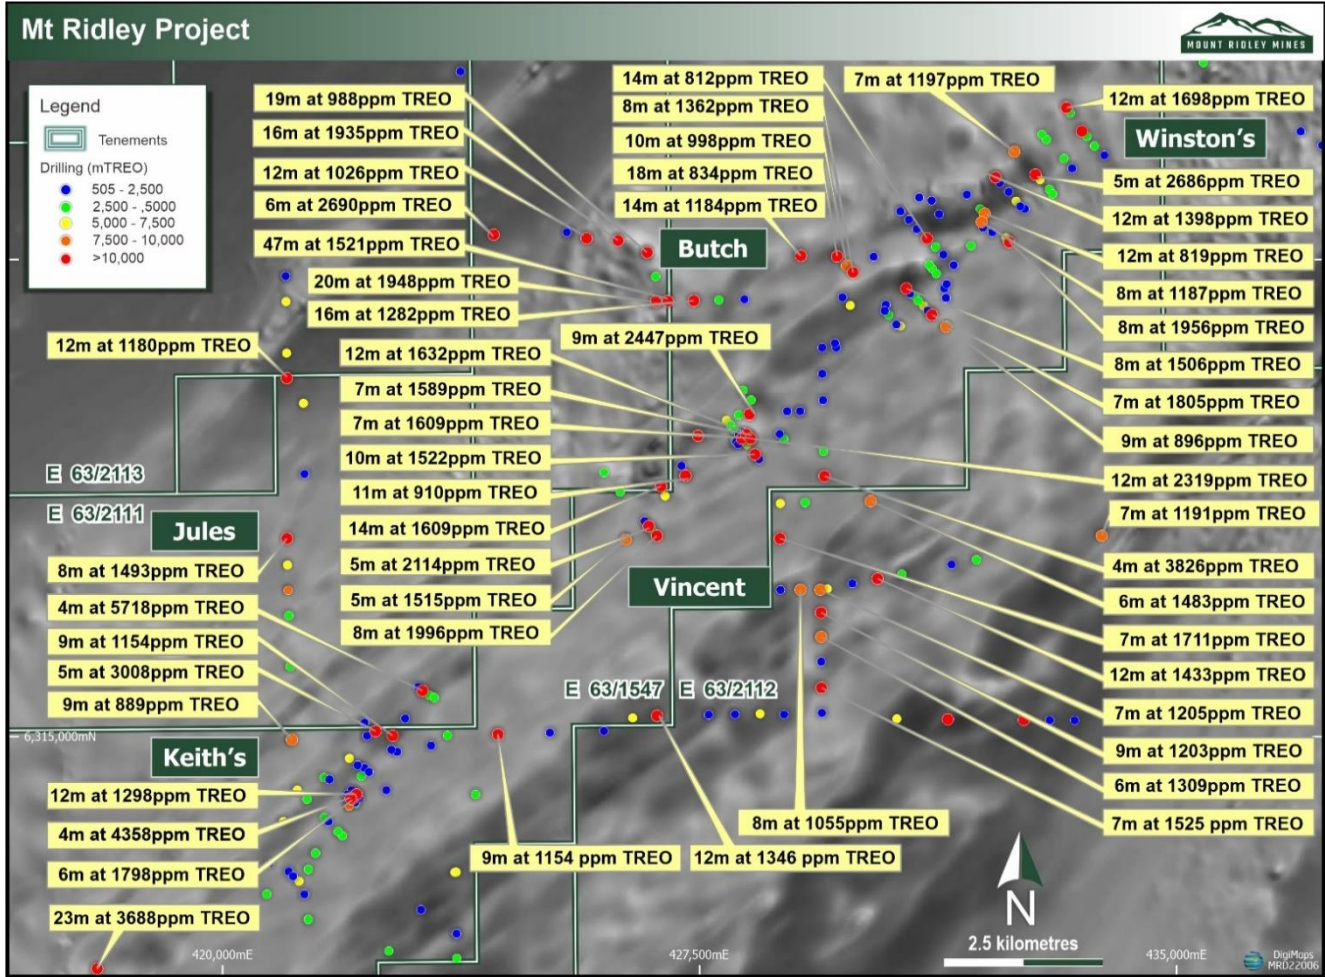 Mt Ridley Project
MOUNT RIDLEY MINES
Legend
Tenements
Drilling (mTREO)
505 - 2,500
2,500 - ,5000
5,000 - 7,500
7,500 - 10,000
>10,000
19m at 988ppm TREO
16m at 1935ppm TREO
12m at 1026ppm TREO
6m at 2690ppm TREO
47m at 1521ppm TREO
20m at 1948ppm TREO
16m at 1282ppm TREO
14m at 812ppm TREO
8m at 1362ppm TREO
10m at 998ppm TREO
18m at 834ppm TREO
14m at 1184ppm TREO
Butch
7m at 1197ppm TREO
12m at 1698ppm TREO
Winston's
5m at 2686ppm TREO
12m at 1398ppm TREO
12m at 819ppm TREO
8m at 1187ppm TREO
8m at 1956ppm TREO
8m at 1506ppm TREO
7m at 1805ppm TREO
9m at 896ppm TREO
12m at 2319ppm TREO
7m at 1191ppm TREO
4m at 3826ppm TREO
6m at 1483ppm TREO
7m at 1711ppm TREO
12m at 1433ppm TREO
7m at 1205ppm TREO
9m at 1203ppm TREO
6m at 1309ppm TREO
7m at 1525 ppm TREO
12m at 1180ppm TREO
9m at 2447ppm TREO
12m at 1632ppm TREO
7m at 1589ppm TREO
7m at 1609ppm TREO
10m at 1522ppm TREO
11m at 910ppm TREO
14m at 1609ppm TREO
5m at 2114ppm TREO
5m at 1515ppm TREO
8m at 1996ppm TREO
E 63/2113
E 63/2111
Jules
8m at 1493ppm TREO
4m at 5718ppm TREO
9m at 1154ppm TREO
5m at 3008ppm TREO
9m at 889ppm TREO
Vincent
E 63/1547
E 63/2112
6,315,000mN
Keith's
12m at 1298ppm TREO
4m at 4358ppm TREO
6m at 1798ppm TREO
23m at 3688ppm TREO
8m at 1055ppm TREO
9m at 1154 ppm TREO
12m at 1346 ppm TREO
N
2.5 kilometres
420,000mE
427,500mE
435,000mE
DigiMaps
MRD22006